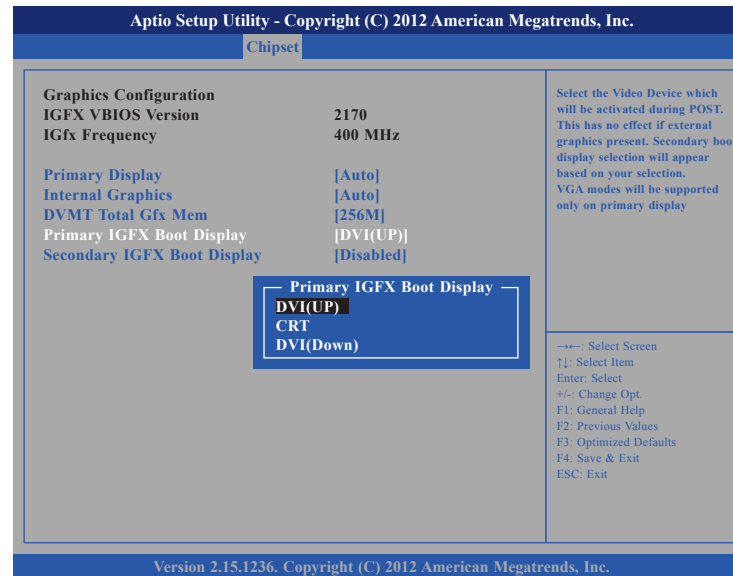 Aptio Setup Utility - Copyright (C) 2012 American Megatrends, Inc.
Chipset
Graphics Configuration
IGFX VBIOS Version 2170
IGfx Frequency 400 MHz
Primary Display [Auto]
Internal Graphics [Auto]
DVMT Total Gfx Mem [256M]
Primary IGFX Boot Display [DVI(UP)]
Secondary IGFX Boot Display [Disabled]
Primary IGFX Boot Display
DVI(UP)
CRT
DVI(Down)
Select the Video Device which
will be activated during POST.
This has no effect if external
graphics present. Secondary boo
display selection will appear
based on your selection.
VGA modes will be supported
only on primary display
→←: Select Screen
↑↓: Select Item
Enter: Select
+/-: Change Opt.
F1: General Help
F2: Previous Values
F3: Optimized Defaults
F4: Save & Exit
ESC: Exit
Version 2.15.1236. Copyright (C) 2012 American Megatrends, Inc.